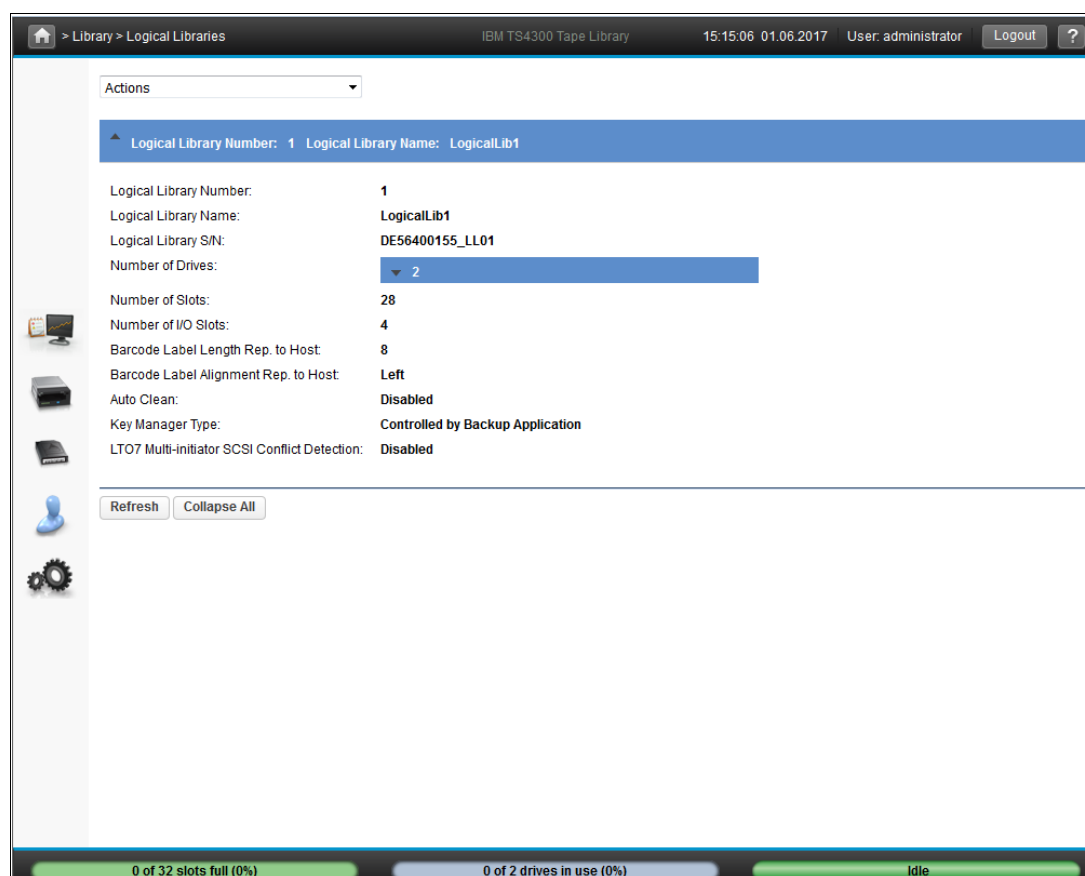 > Library > Logical Libraries IBM TS4300 Tape Library 15:15:06 01.06.2017 User: administrator Logout ?
Actions
Logical Library Number: 1 Logical Library Name: LogicalLib1
Logical Library Number: 1
Logical Library Name: LogicalLib1
Logical Library S/N: DE56400155_LL01
Number of Drives: 2
Number of Slots: 28
Number of I/O Slots: 4
Barcode Label Length Rep. to Host: 8
Barcode Label Alignment Rep. to Host: Left
Auto Clean: Disabled
Key Manager Type: Controlled by Backup Application
LTO7 Multi-initiator SCSI Conflict Detection: Disabled
Refresh Collapse All
0 of 32 slots full (0%) 0 of 2 drives in use (0%) Idle